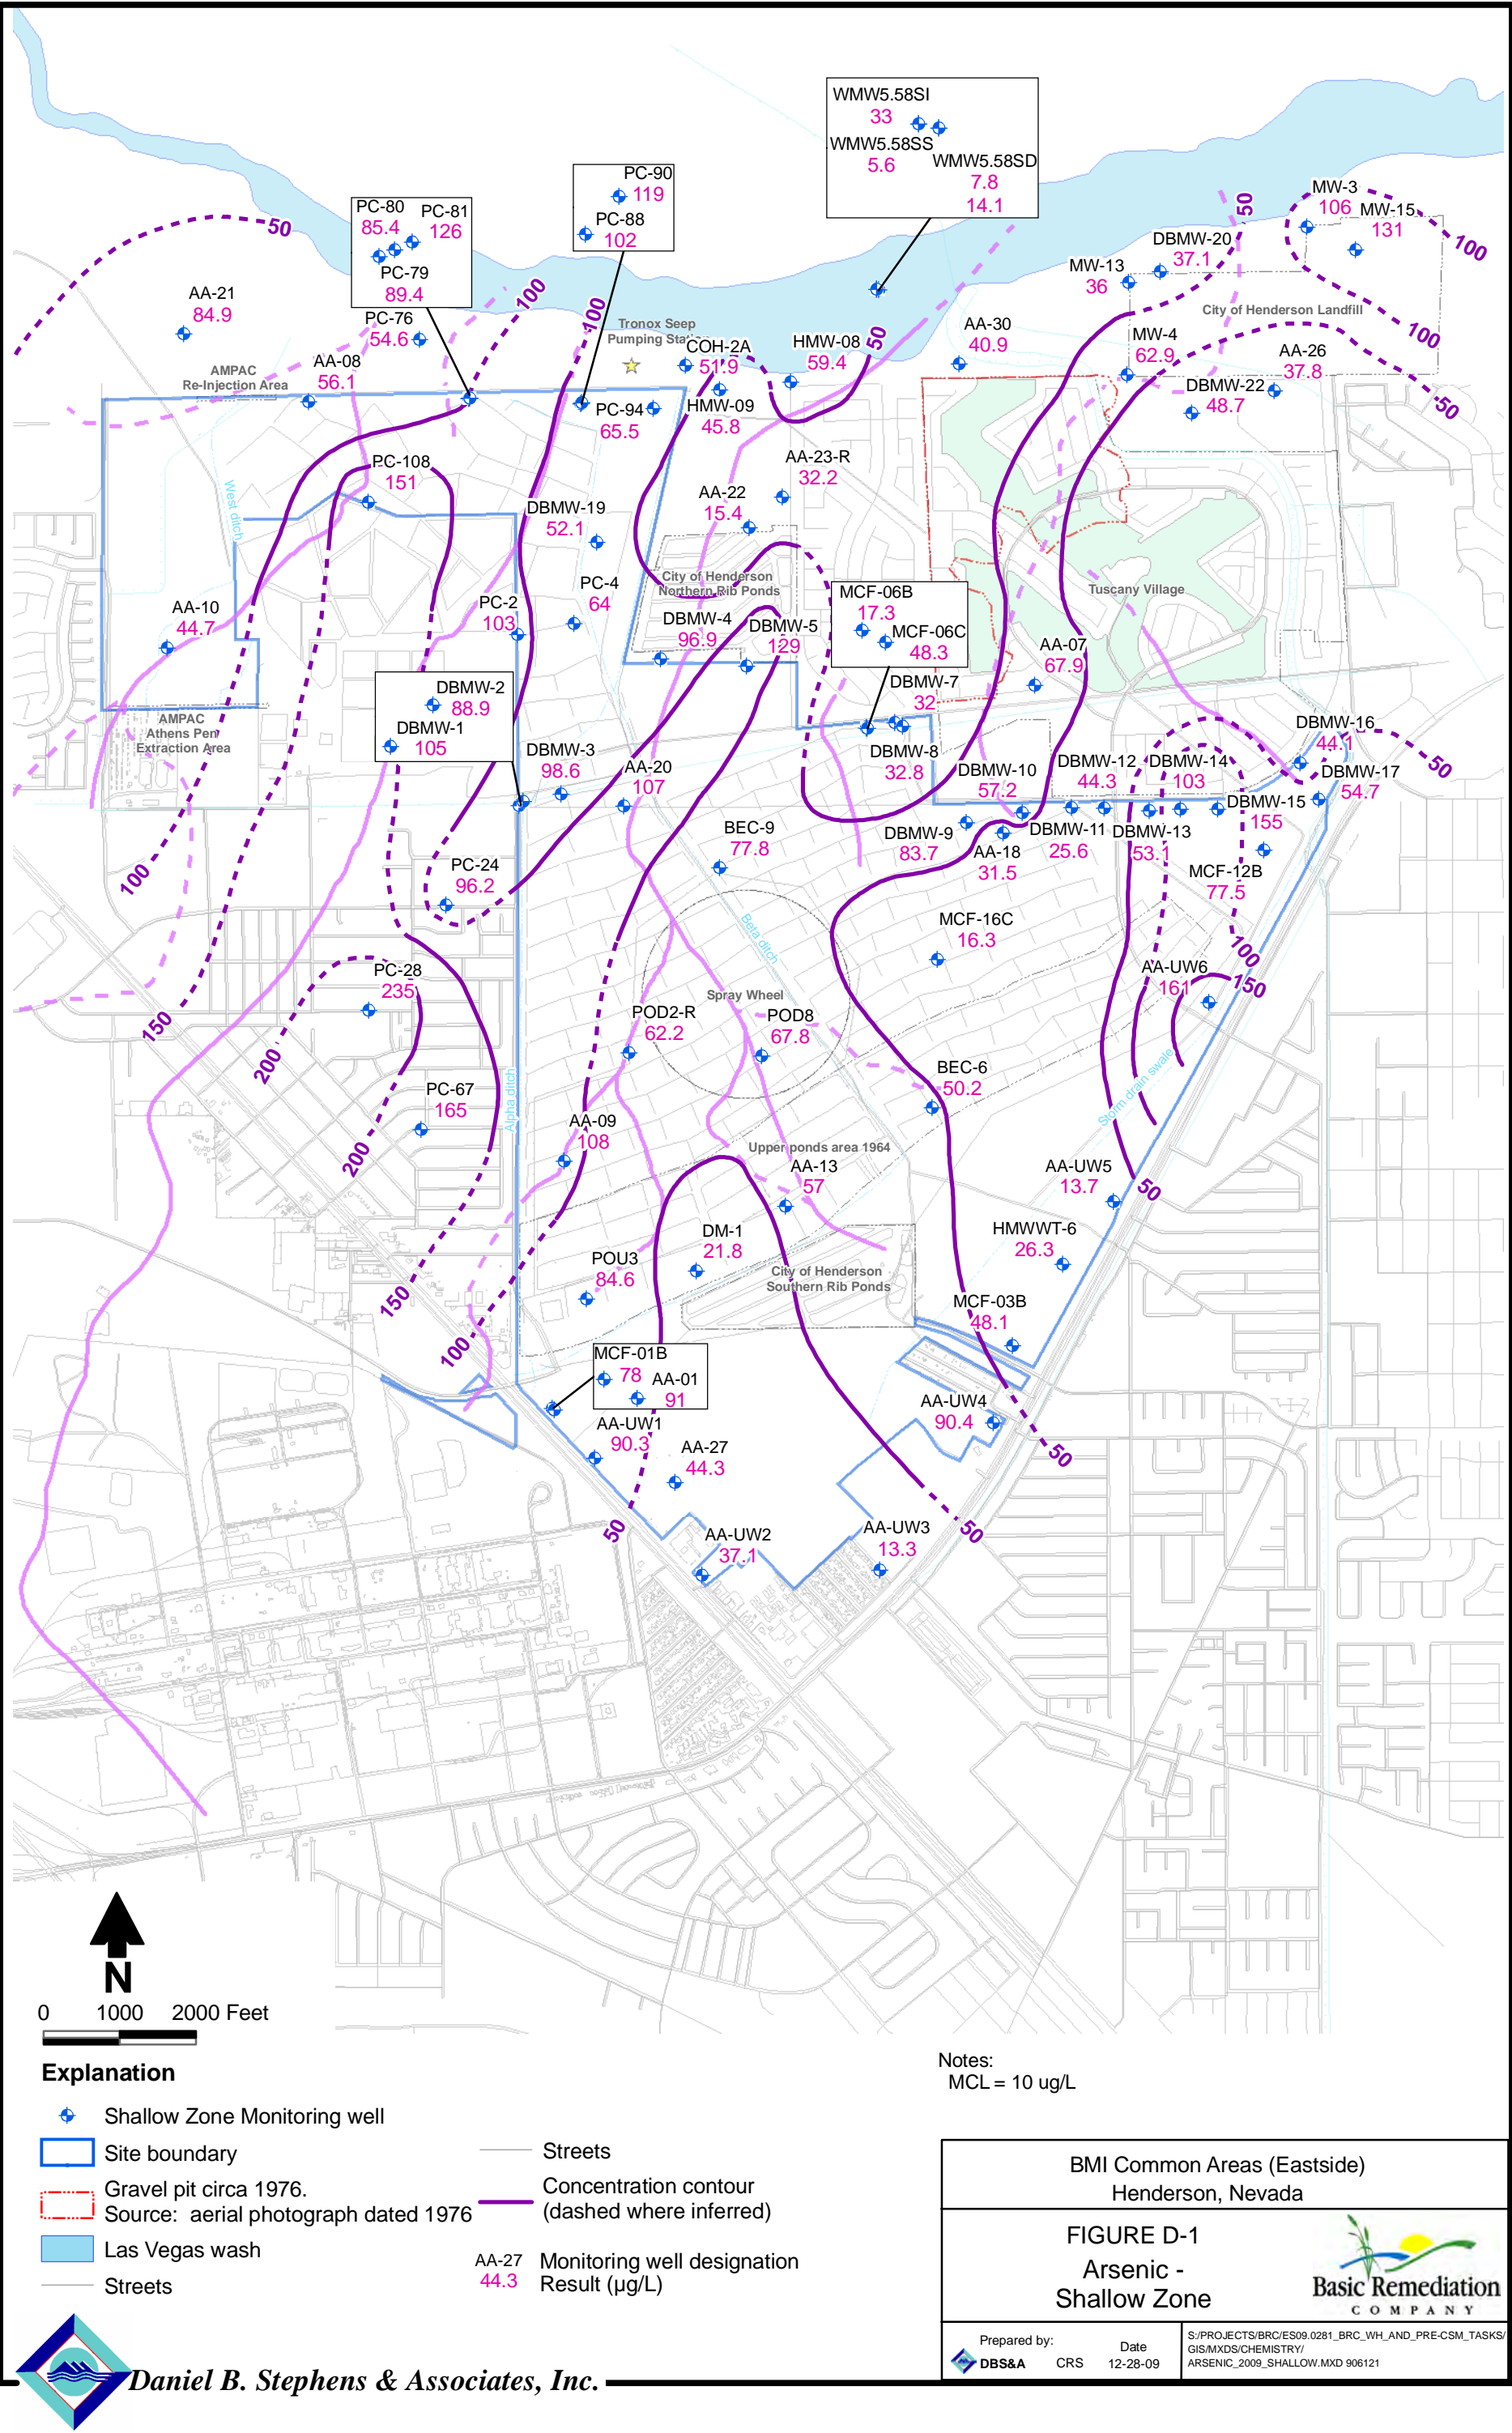 WMW5.58SI
33
WMW5.58SS
5.6
WMW5.58SD
7.8
14.1
PC-90
119
PC-88
102
PC-80
85.4
PC-81
126
PC-79
89.4
PC-76
54.6
50
AA-21
84.9
100
100
Tronox Seep
COH-2A
51.9
HMW-08
59.4
50
AA-30
40.9
MW-13
36
DBMW-20
37.1
50
MW-3
106
MW-15
131
100
100
City of Henderson Landfill
MW-4
62.9
AA-26
37.8
DBMW-22
48.7
50
AMPAC
Re-Injection Area
AA-08
56.1
PC-94
65.5
HMW-09
45.8
West ditch
PC-108
151
DBMW-19
52.1
AA-23-R
32.2
AA-22
15.4
City of Henderson
Northern Rib Ponds
Tuscany Village
AA-10
44.7
PC-2
103
PC-4
64
DBMW-4
96.9
DBMW-5
129
MCF-06B
17.3
MCF-06C
48.3
DBMW-7
32
AA-07
67.9
DBMW-2
88.9
DBMW-1
105
AMPAC
Athens Pen
Extraction Area
DBMW-3
98.6
AA-20
107
DBMW-8
32.8
DBMW-10
57.2
DBMW-12
44.3
DBMW-14
103
DBMW-16
44.1
50
DBMW-17
54.7
DBMW-15
155
BEC-9
77.8
DBMW-9
83.7
AA-18
31.5
DBMW-11
25.6
DBMW-13
53.1
MCF-12B
77.5
100
PC-24
96.2
Beta ditch
MCF-16C
16.3
100
150
AA-UW6
161
PC-28
235
150
200
Spray Wheel
POD2-R
62.2
POD8
67.8
BEC-6
50.2
Storm drain swale
PC-67
165
Alpha ditch
200
AA-09
108
Upper ponds area 1964
AA-13
57
AA-UW5
13.7
50
DM-1
21.8
HMWWT-6
26.3
POU3
84.6
City of Henderson
Southern Rib Ponds
150
100
MCF-03B
48.1
MCF-01B
78
AA-01
91
AA-UW4
90.4
AA-UW1
90.3
AA-27
44.3
50
50
50
AA-UW2
37.1
AA-UW3
13.3
N
0 1000 2000 Feet
Explanation
Shallow Zone Monitoring well
Site boundary
Gravel pit circa 1976.
Source: aerial photograph dated 1976
Las Vegas wash
Streets
Streets
Concentration contour
(dashed where inferred)
AA-27
44.3
Monitoring well designation
Result (µg/L)
Notes:
MCL = 10 ug/L
BMI Common Areas (Eastside)
Henderson, Nevada
FIGURE D-1
Arsenic -
Shallow Zone
Basic Remediation
COMPANY
Prepared by:
DBS&A CRS
Date
12-28-09
S:/PROJECTS/BRC/ES09.0281_BRC_WH_AND_PRE-CSM_TASKS/
GIS/MXDS/CHEMISTRY/
ARSENIC_2009_SHALLOW.MXD 906121
Daniel B. Stephens & Associates, Inc.